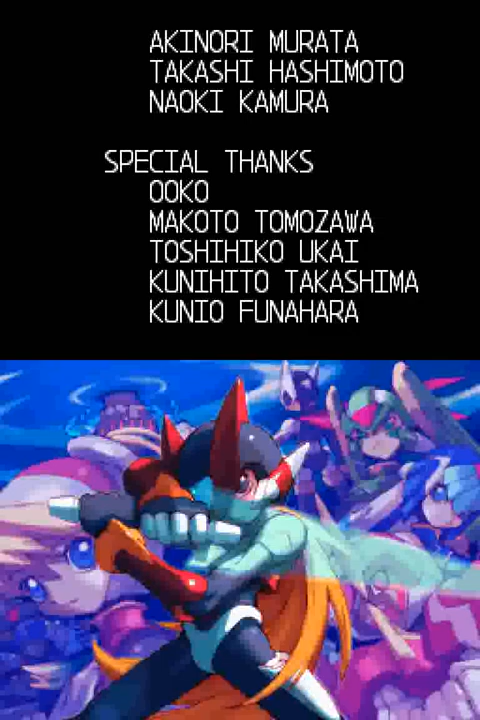 AKINORI MURATA
TAKASHI HASHIMOTO
NAOKI KAMURA
SPECIAL THANKS
OOKO
MAKOTO TOMOZAWA
TOSHIHIKO UKAI
KUNIHITO TAKASHIMA
KUNIO FUNAHARA